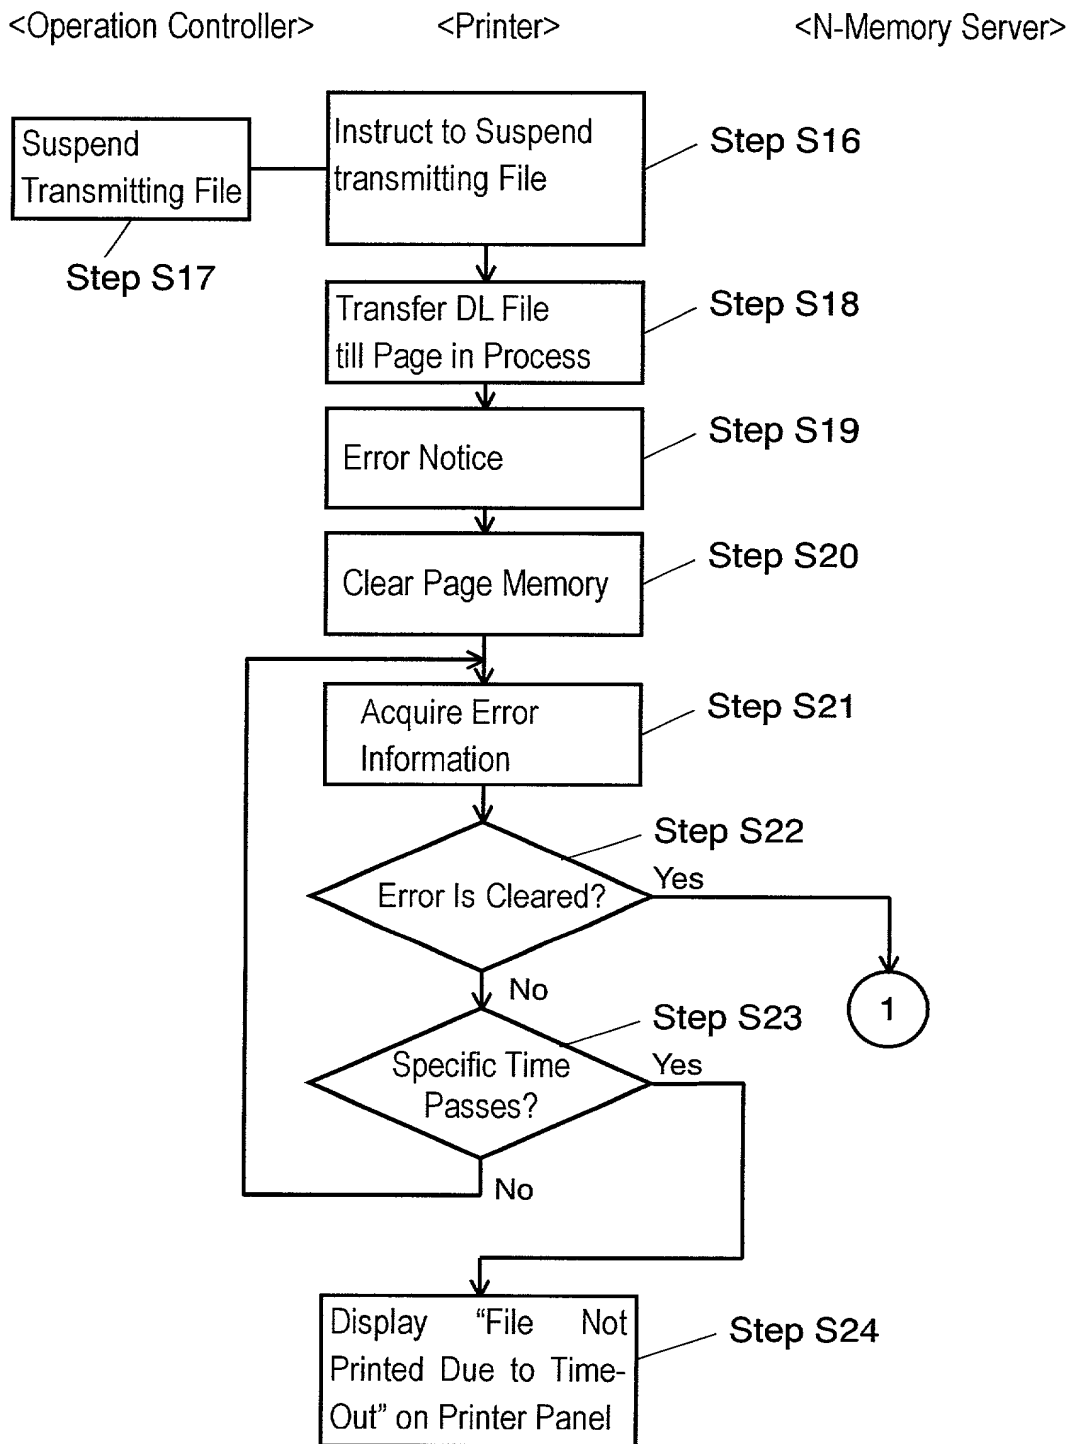 <Operation Controller>
<Printer>
<N-Memory Server>
Suspend
Transmitting File
Step S17
Instruct to Suspend
transmitting File
Step S16
Transfer DL File
till Page in Process
Step S18
Error Notice
Step S19
Clear Page Memory
Step S20
Acquire Error
Information
Step S21
Step S22
Error Is Cleared?
Yes
1
No
Step S23
Specific Time
Passes?
Yes
No
Display “File Not
Printed Due to Time-
Out” on Printer Panel
Step S24